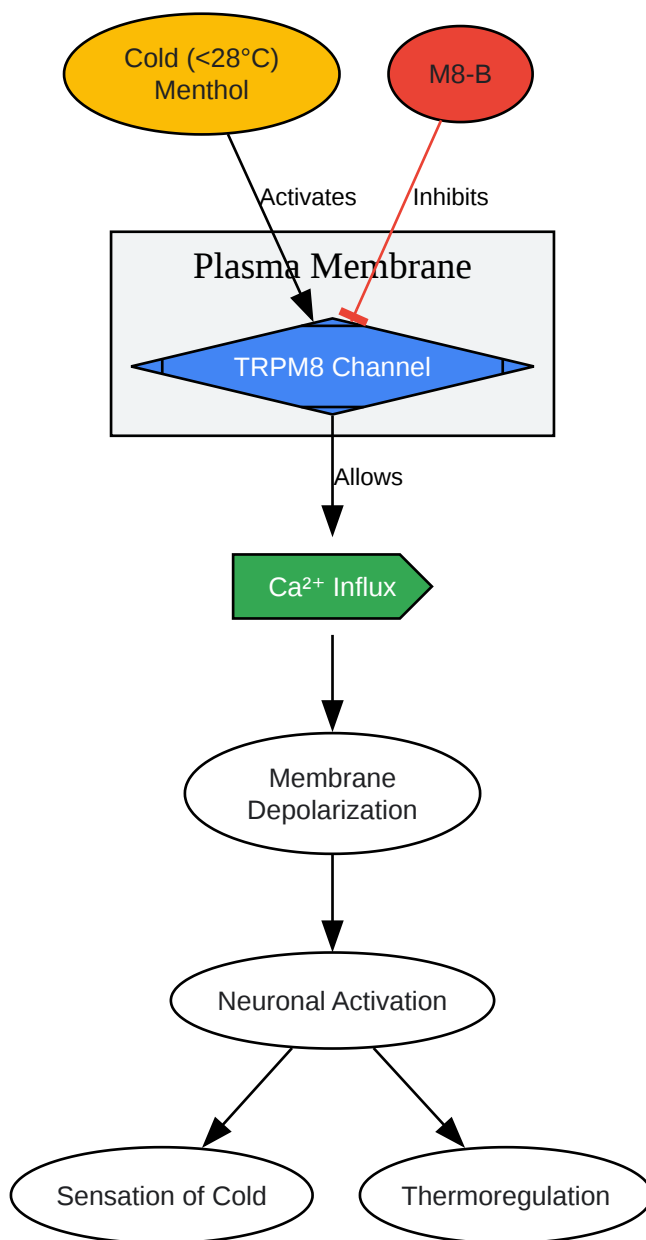 Cold (<28°C)
Menthol
M8-B
Activates
Inhibits
Plasma Membrane
TRPM8 Channel
Allows
Ca²⁺ Influx
Membrane
Depolarization
Neuronal Activation
Sensation of Cold
Thermoregulation